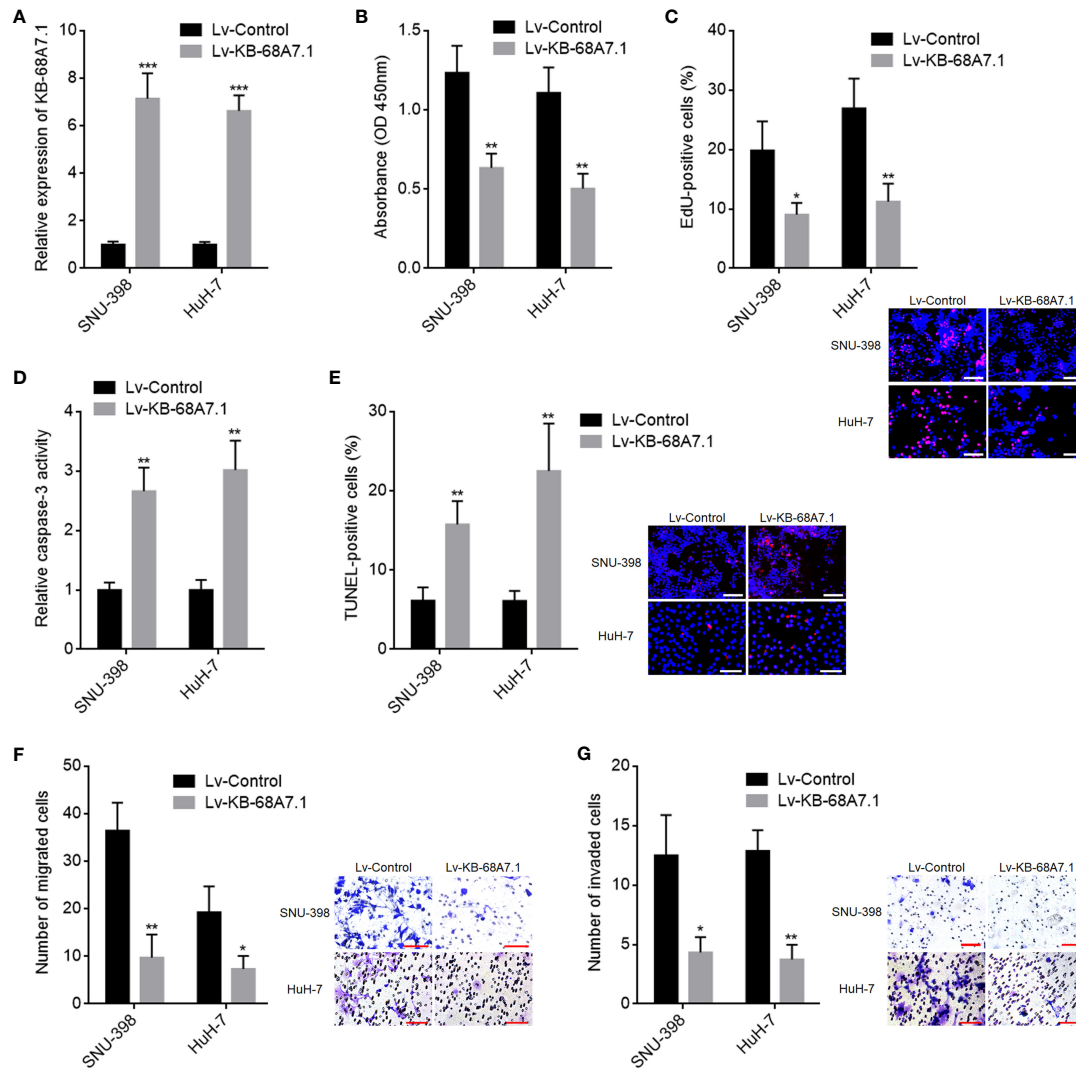 A
Relative expression of KB-68A7.1
10
8
6
4
2
0
Lv-Control
Lv-KB-68A7.1
***
***
SNU-398
HuH-7
B
Absorbance (OD 450nm)
1.5
1.0
0.5
0.0
Lv-Control
Lv-KB-68A7.1
**
**
SNU-398
HuH-7
C
EdU-positive cells (%)
40
30
20
10
0
Lv-Control
Lv-KB-68A7.1
*
**
SNU-398
HuH-7
Lv-Control Lv-KB-68A7.1
SNU-398
HuH-7
D
Relative caspase-3 activity
4
3
2
1
0
Lv-Control
Lv-KB-68A7.1
**
**
SNU-398
HuH-7
E
TUNEL-positive cells (%)
30
20
10
0
Lv-Control
Lv-KB-68A7.1
**
**
SNU-398
HuH-7
Lv-Control Lv-KB-68A7.1
SNU-398
HuH-7
F
Number of migrated cells
50
40
30
20
10
0
Lv-Control
Lv-KB-68A7.1
**
*
SNU-398
HuH-7
Lv-Control Lv-KB-68A7.1
SNU-398
HuH-7
G
Number of invaded cells
20
15
10
5
0
Lv-Control
Lv-KB-68A7.1
*
**
SNU-398
HuH-7
Lv-Control Lv-KB-68A7.1
SNU-398
HuH-7